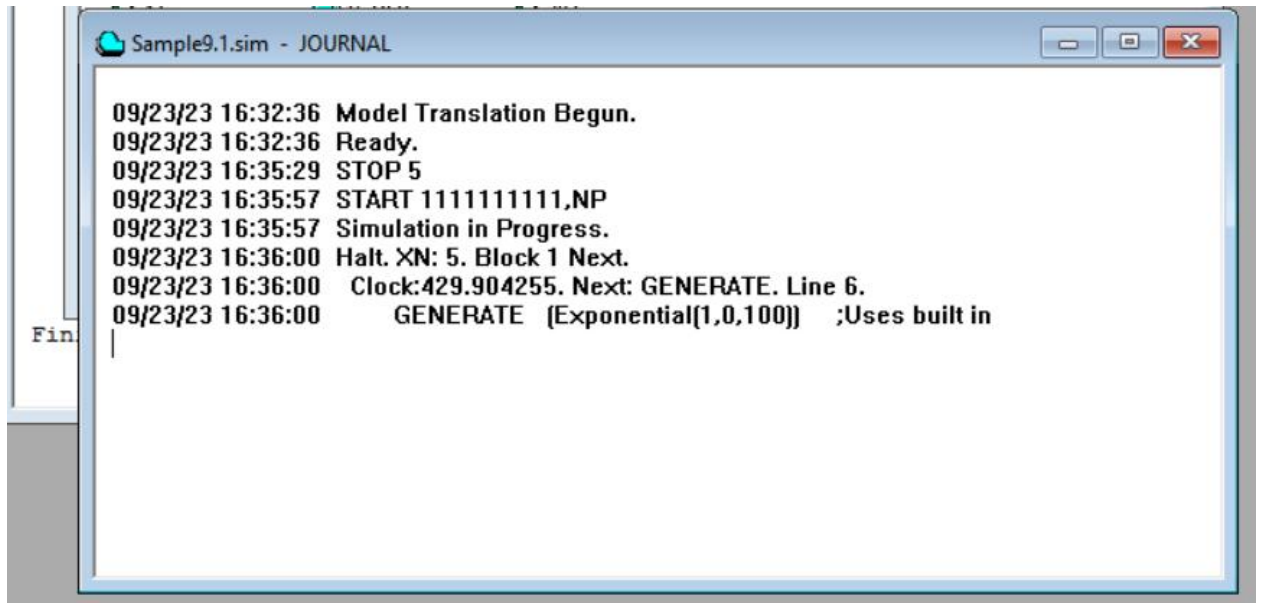 Sample9.1.sim - JOURNAL
09/23/23 16:32:36 Model Translation Begun.
09/23/23 16:32:36 Ready.
09/23/23 16:35:29 STOP 5
09/23/23 16:35:57 START 1111111111,NP
09/23/23 16:35:57 Simulation in Progress.
09/23/23 16:36:00 Halt. XN: 5. Block 1 Next.
09/23/23 16:36:00 Clock:429.904255. Next: GENERATE. Line 6.
09/23/23 16:36:00 GENERATE (Exponential(1,0,100)) ;Uses built in
Fin